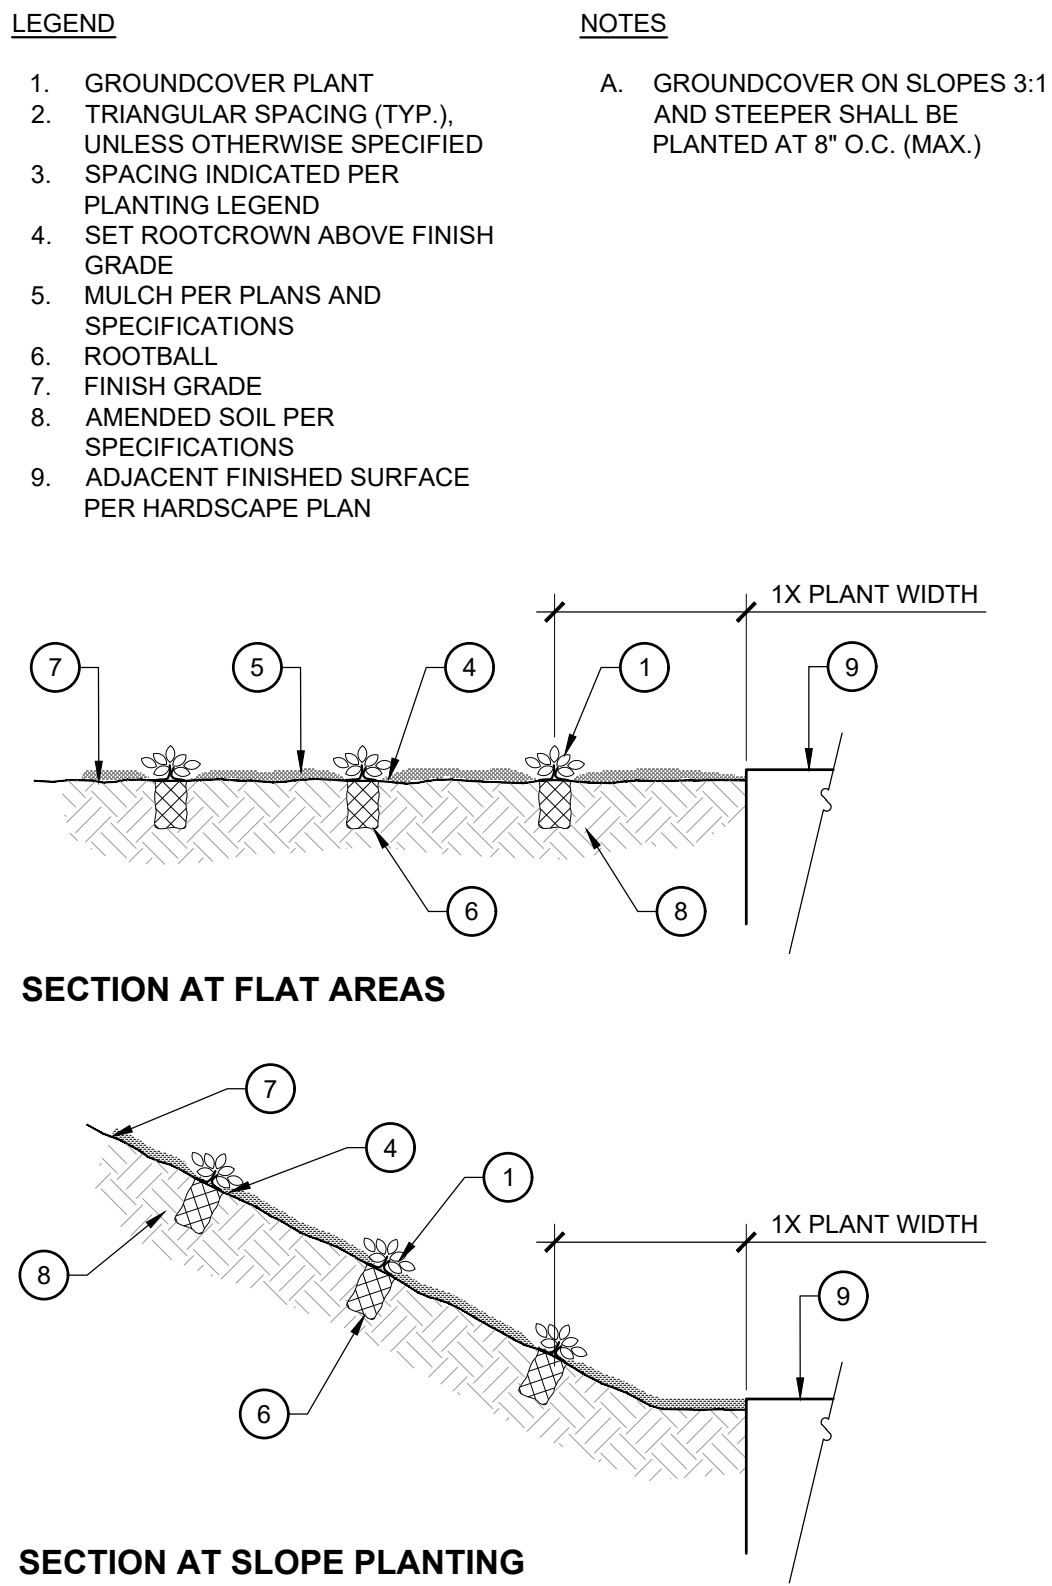 LEGEND
1. GROUNDCOVER PLANT
2. TRIANGULAR SPACING (TYP.),
UNLESS OTHERWISE SPECIFIED
3. SPACING INDICATED PER
PLANTING LEGEND
4. SET ROOTCROWN ABOVE FINISH
GRADE
5. MULCH PER PLANS AND
SPECIFICATIONS
6. ROOTBALL
7. FINISH GRADE
8. AMENDED SOIL PER
SPECIFICATIONS
9. ADJACENT FINISHED SURFACE
PER HARDSCAPE PLAN
NOTES
A. GROUNDCOVER ON SLOPES 3:1
AND STEEPER SHALL BE
PLANTED AT 8" O.C. (MAX.)
1X PLANT WIDTH
7 5 4 1 9
6 8
SECTION AT FLAT AREAS
7
4
1
1X PLANT WIDTH
8
9
6
SECTION AT SLOPE PLANTING